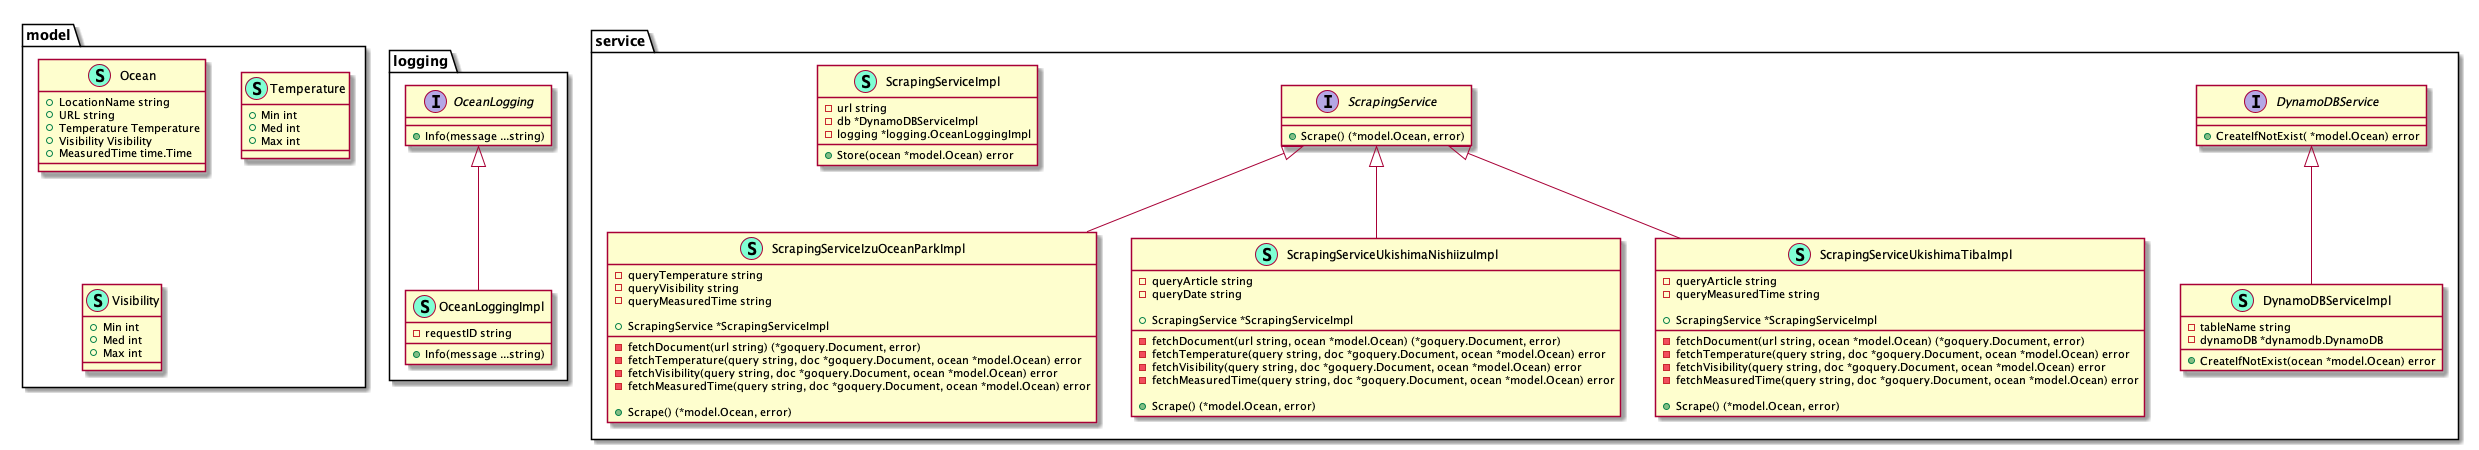 model
S Ocean
LocationName string
URL string
Temperature Temperature
Visibility Visibility
MeasuredTime time.Time
S Temperature
Min int
Med int
Max int
S Visibility
Min int
Med int
Max int
logging
I OceanLogging
Info(message ...string)
S OceanLoggingImpl
requestID string
Info(message ...string)
service
S ScrapingServiceImpl
url string
db *DynamoDBServiceImpl
logging *logging.OceanLoggingImpl
Store(ocean *model.Ocean) error
I ScrapingService
Scrape() (*model.Ocean, error)
I DynamoDBService
CreateIfNotExist( *model.Ocean) error
S ScrapingServiceIzuOceanParkImpl
queryTemperature string
queryVisibility string
queryMeasuredTime string
ScrapingService *ScrapingServiceImpl
fetchDocument(url string) (*goquery.Document, error)
fetchTemperature(query string, doc *goquery.Document, ocean *model.Ocean) error
fetchVisibility(query string, doc *goquery.Document, ocean *model.Ocean) error
fetchMeasuredTime(query string, doc *goquery.Document, ocean *model.Ocean) error
Scrape() (*model.Ocean, error)
S ScrapingServiceUkishimaNishiizuImpl
queryArticle string
queryDate string
ScrapingService *ScrapingServiceImpl
fetchDocument(url string, ocean *model.Ocean) (*goquery.Document, error)
fetchTemperature(query string, doc *goquery.Document, ocean *model.Ocean) error
fetchVisibility(query string, doc *goquery.Document, ocean *model.Ocean) error
fetchMeasuredTime(query string, doc *goquery.Document, ocean *model.Ocean) error
Scrape() (*model.Ocean, error)
S ScrapingServiceUkishimaTibaImpl
queryArticle string
queryMeasuredTime string
ScrapingService *ScrapingServiceImpl
fetchDocument(url string, ocean *model.Ocean) (*goquery.Document, error)
fetchTemperature(query string, doc *goquery.Document, ocean *model.Ocean) error
fetchVisibility(query string, doc *goquery.Document, ocean *model.Ocean) error
fetchMeasuredTime(query string, doc *goquery.Document, ocean *model.Ocean) error
Scrape() (*model.Ocean, error)
S DynamoDBServiceImpl
tableName string
dynamoDB *dynamodb.DynamoDB
CreateIfNotExist(ocean *model.Ocean) error